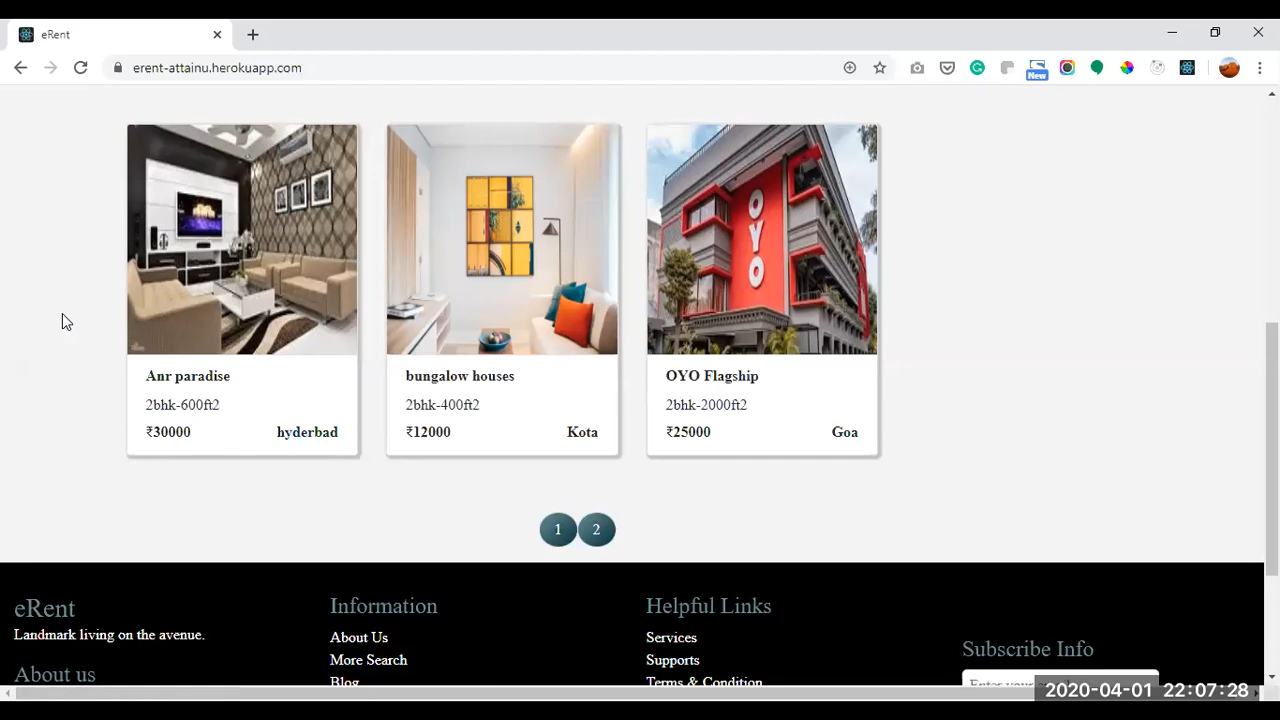 eRent
erent-attainu.herokuapp.com
New
OYO
Anr paradise
2bhk-600ft2
₹30000 hyderbad
bungalow houses
2bhk-400ft2
₹12000 Kota
OYO Flagship
2bhk-2000ft2
₹25000 Goa
1 2
eRent
Landmark living on the avenue.
About us
Information
About Us
More Search
Blog
Helpful Links
Services
Supports
Terms & Condition
Subscribe Info
2020-04-01 22:07:28